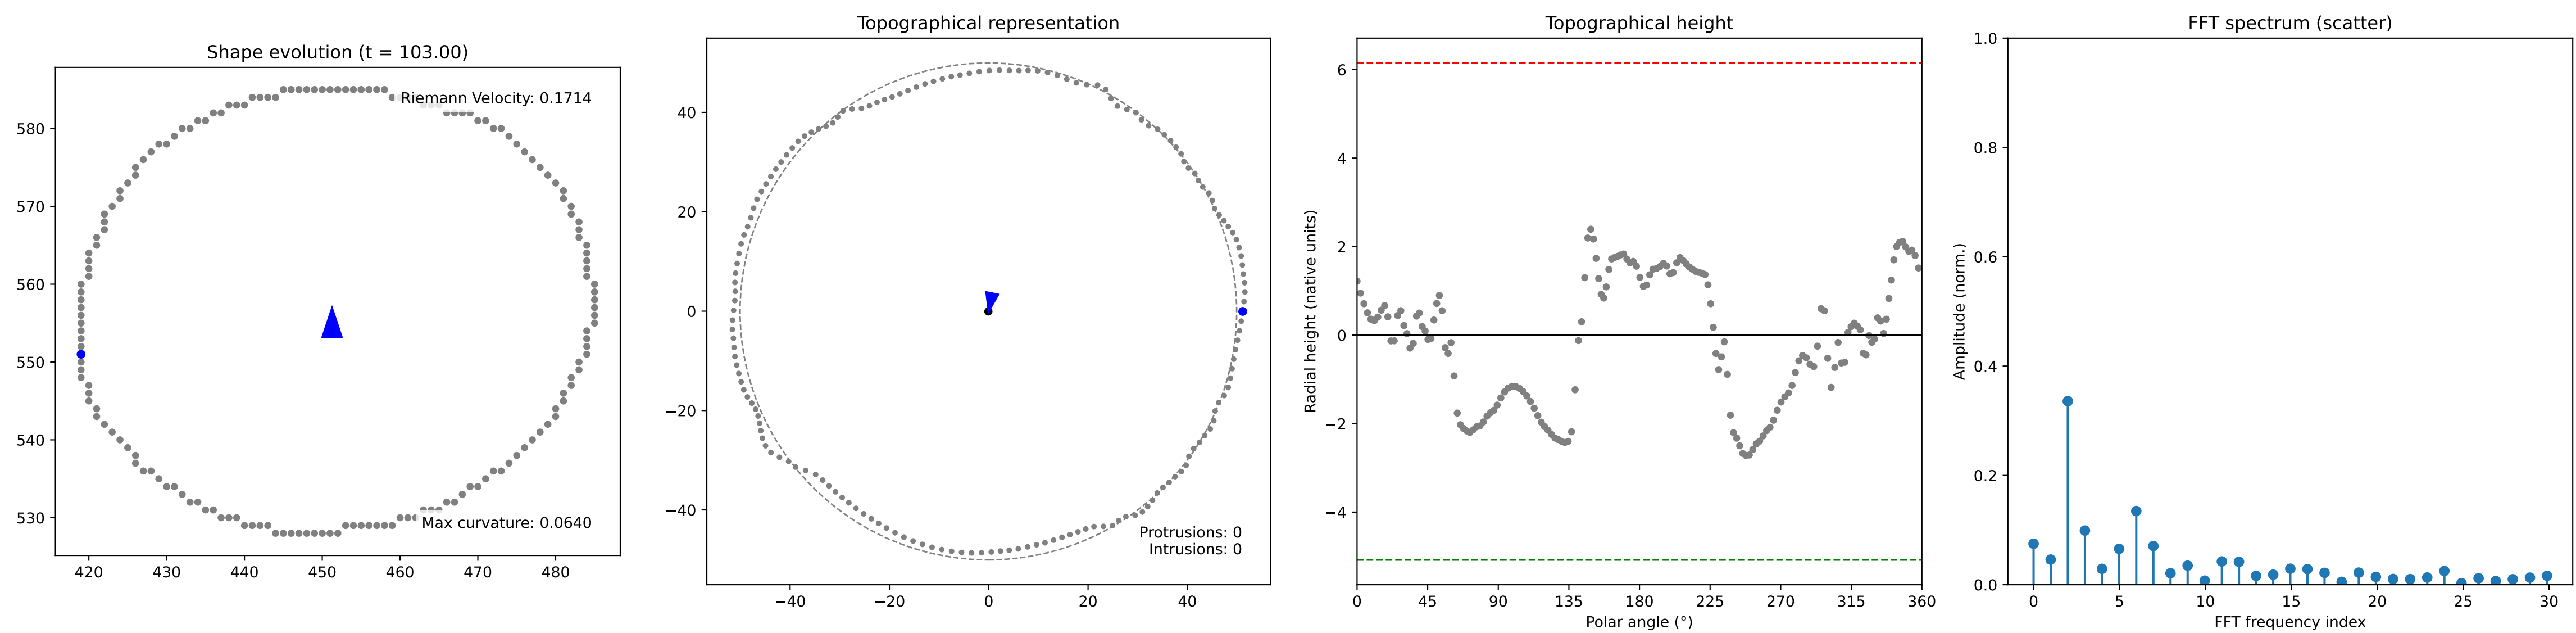 Shape evolution (t = 103.00)
Riemann Velocity: 0.1714
Max curvature: 0.0640
580
570
560
550
540
530
420 430 440 450 460 470 480
Topographical representation
40
20
0
−20
−40
−40 −20 0 20 40
Protrusions: 0
Intrusions: 0
Topographical height
Radial height (native units)
6
4
2
0
−2
−4
0 45 90 135 180 225 270 315 360
Polar angle (°)
FFT spectrum (scatter)
Amplitude (norm.)
1.0
0.8
0.6
0.4
0.2
0.0
0 5 10 15 20 25 30
FFT frequency index